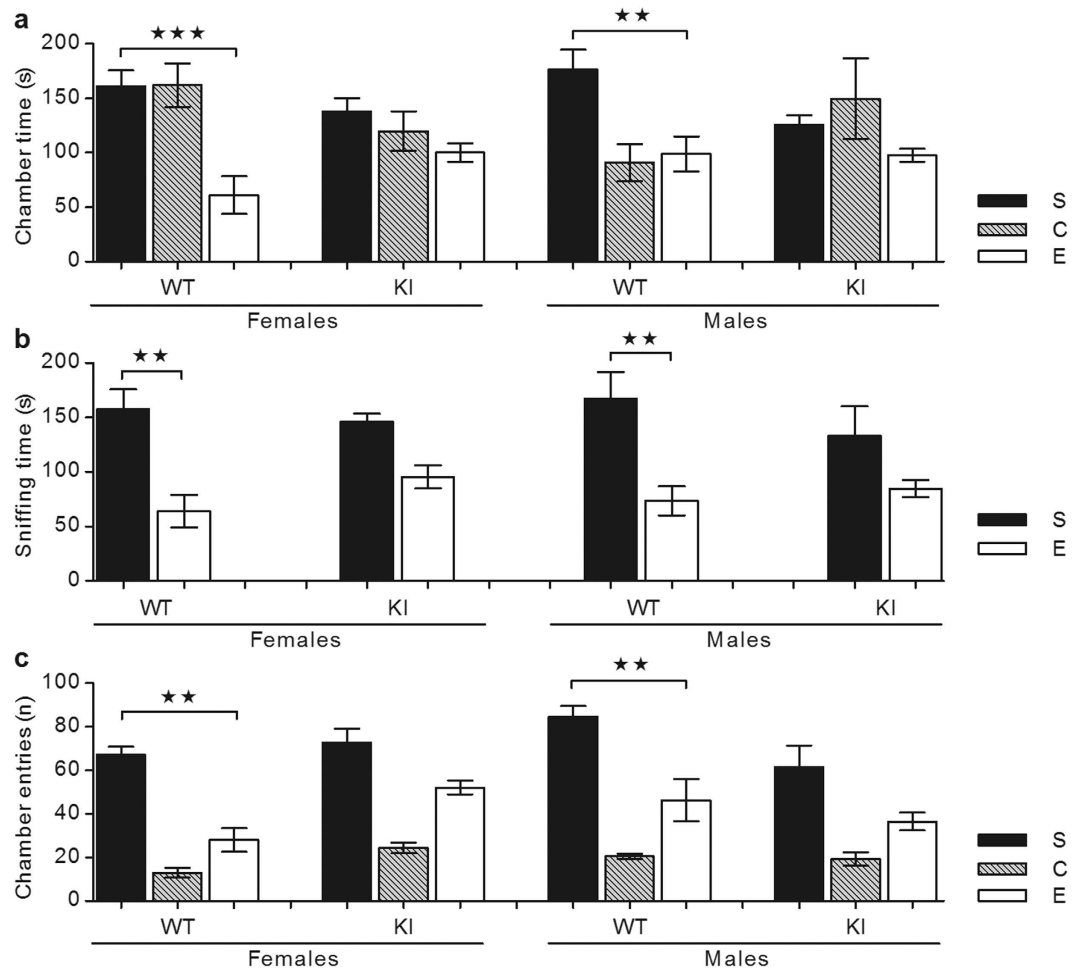 a
★★★
★★
Chamber time (s)
200
150
100
50
0
S
C
E
WT
KI
WT
KI
Females
Males
b
★★
★★
Sniffing time (s)
200
150
100
50
0
S
E
WT
KI
WT
KI
Females
Males
c
★★
★★
Chamber entries (n)
100
80
60
40
20
0
S
C
E
WT
KI
WT
KI
Females
Males